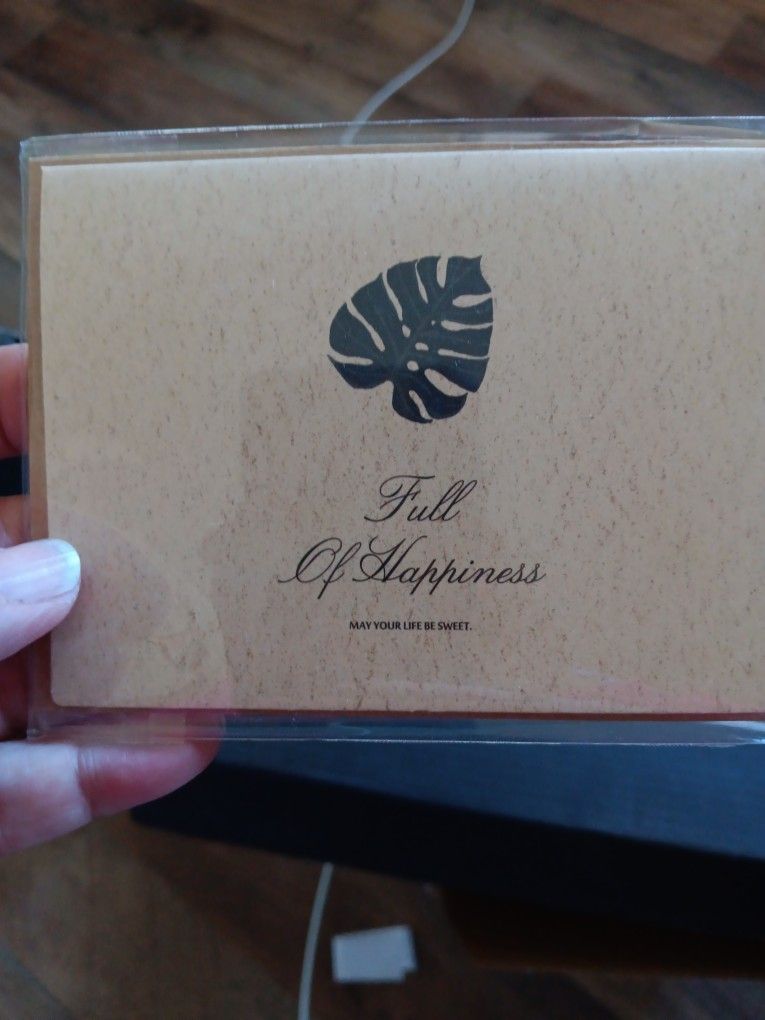 Full
Of Happiness
MAY YOUR LIFE BE SWEET.